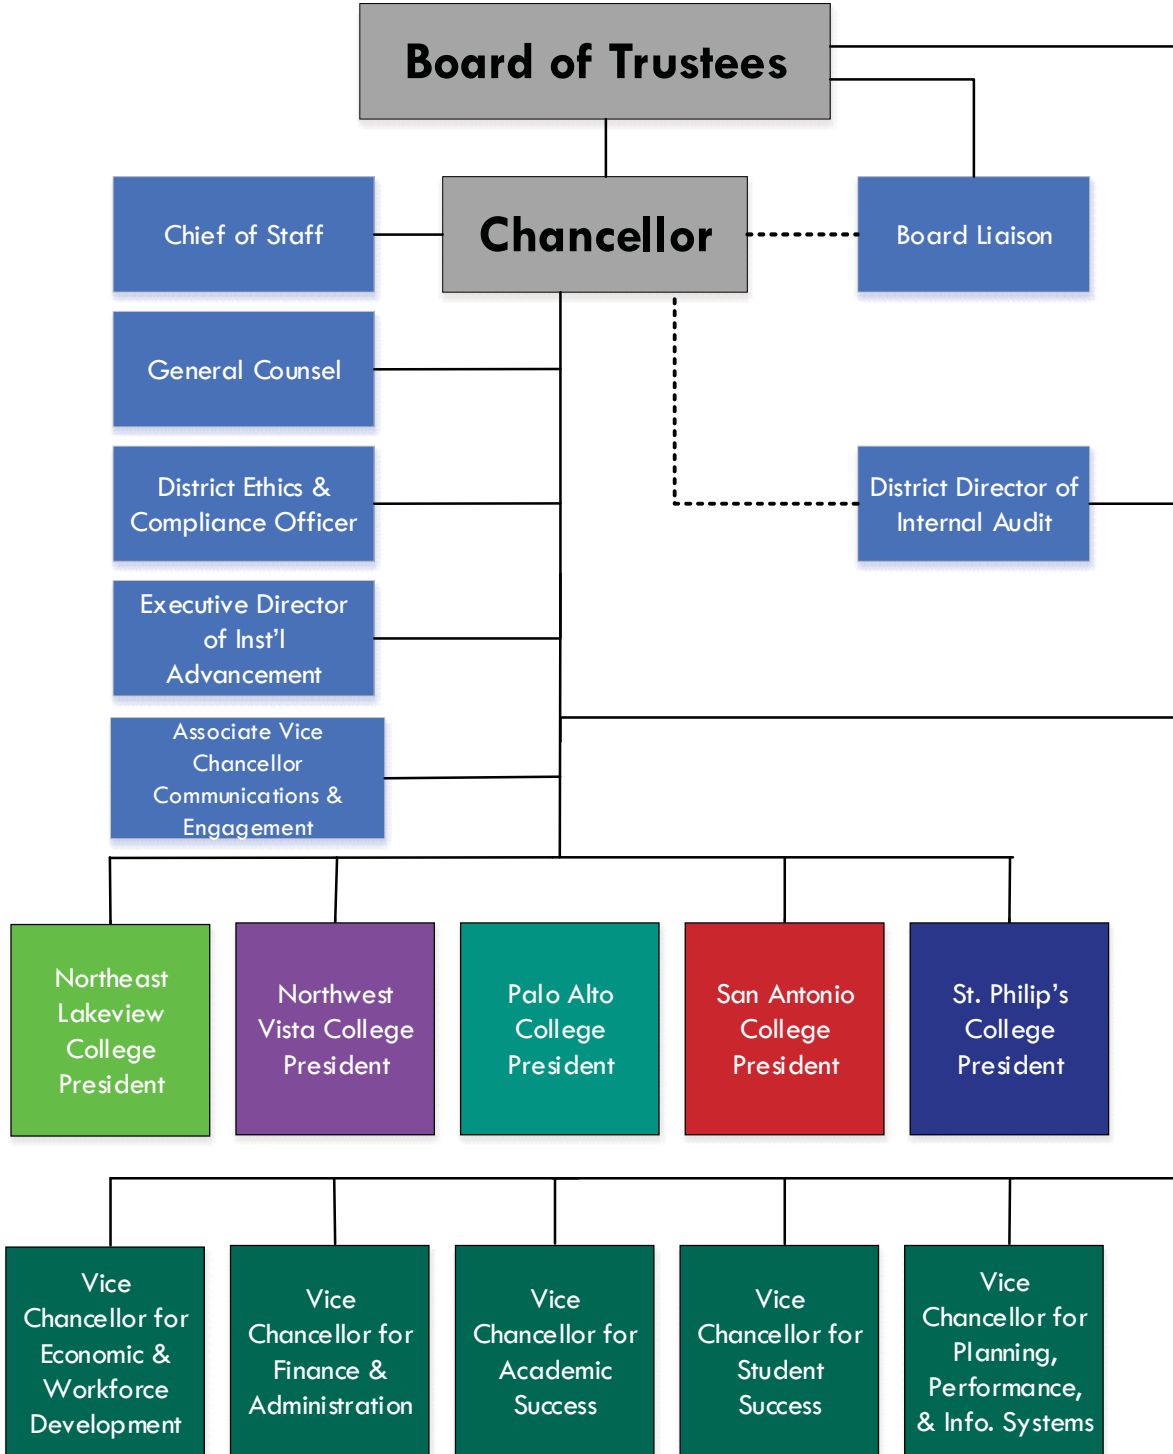 Board of Trustees
Chief of Staff
Chancellor
Board Liaison
General Counsel
District Ethics &
Compliance Officer
District Director of
Internal Audit
Executive Director
of Inst'l
Advancement
Associate Vice
Chancellor
Communications &
Engagement
Northeast
Lakeview
College
President
Northwest
Vista College
President
Palo Alto
College
President
San Antonio
College
President
St. Philip's
College
President
Vice
Chancellor for
Economic &
Workforce
Development
Vice
Chancellor for
Finance &
Administration
Vice
Chancellor for
Academic
Success
Vice
Chancellor for
Student
Success
Vice
Chancellor for
Planning,
Performance,
& Info. Systems